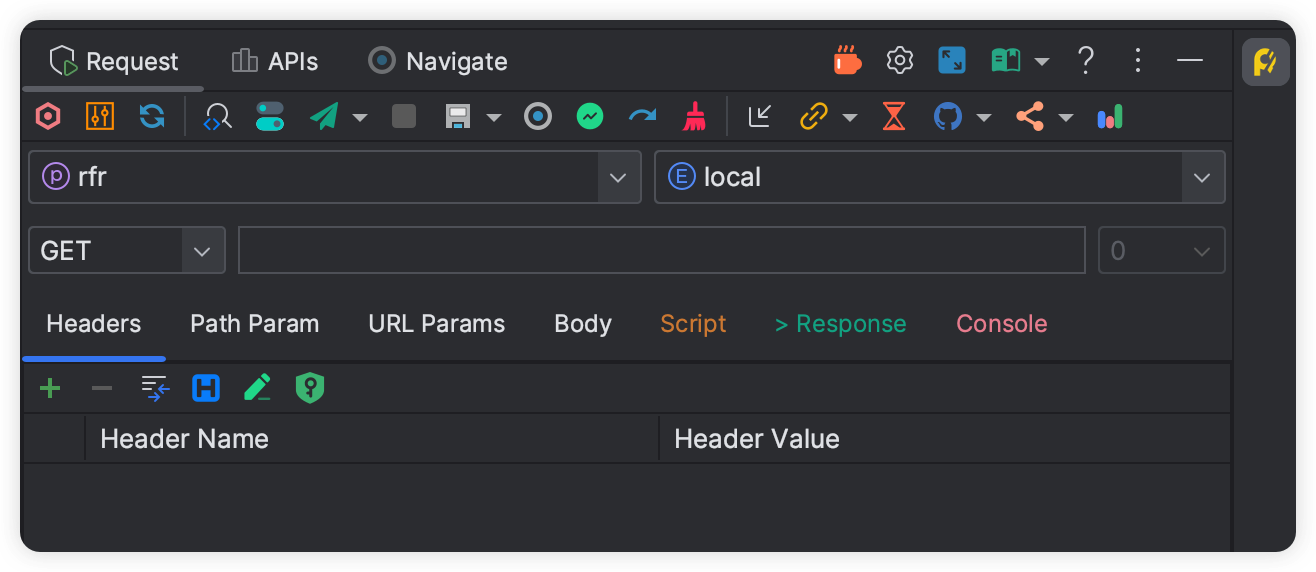 Request APIs Navigate ?
P rfr E local
GET 0
Headers Path Param URL Params Body Script > Response Console
H
Header Name Header Value